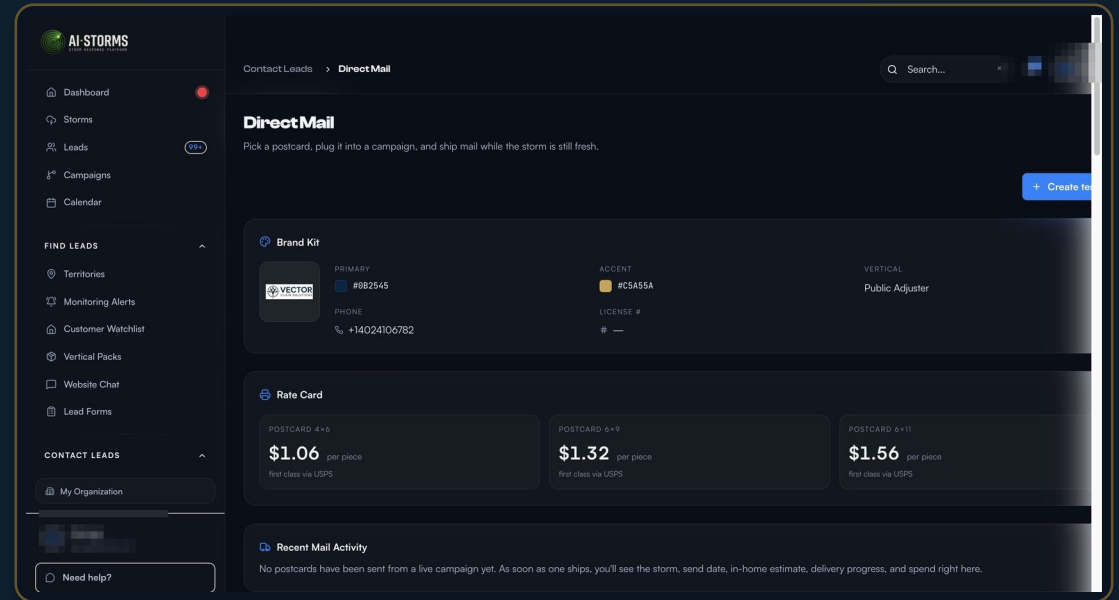 AI·STORMS
STORM RESPONSE PLATFORM
Dashboard
Storms
Leads 99+
Campaigns
Calendar
FIND LEADS
Territories
Monitoring Alerts
Customer Watchlist
Vertical Packs
Website Chat
Lead Forms
CONTACT LEADS
My Organization
Need help?
Contact Leads > Direct Mail
Search...
Direct Mail
Pick a postcard, plug it into a campaign, and ship mail while the storm is still fresh.
+ Create te
Brand Kit
VECTOR
CLAIM SOLUTIONS
PRIMARY
#0B2545
ACCENT
#C5A55A
VERTICAL
Public Adjuster
PHONE
+14024106782
LICENSE #
# —
Rate Card
POSTCARD 4×6
$1.06 per piece
first class via USPS
POSTCARD 6×9
$1.32 per piece
first class via USPS
POSTCARD 6×11
$1.56 per piece
first class via USPS
Recent Mail Activity
No postcards have been sent from a live campaign yet. As soon as one ships, you'll see the storm, send date, in-home estimate, delivery progress, and spend right here.